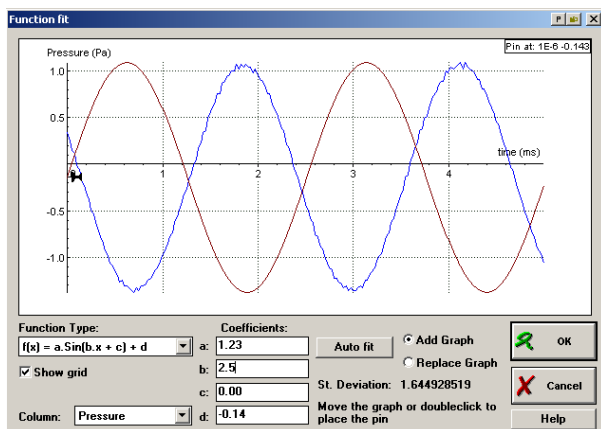 Function fit
Pin at: 1E-6 -0.143
Pressure (Pa)
1.0
0.5
time (ms)
1 2 3 4
-0.5
-1.0
Function Type:
f(x) = a.Sin(b.x + c) + d
Show grid
Column: Pressure
Coefficients:
a: 1.23
b: 2.5
c: 0.00
d: -0.14
Auto fit
Add Graph
Replace Graph
St. Deviation: 1.644928519
Move the graph or doubleclick to
place the pin
OK
Cancel
Help